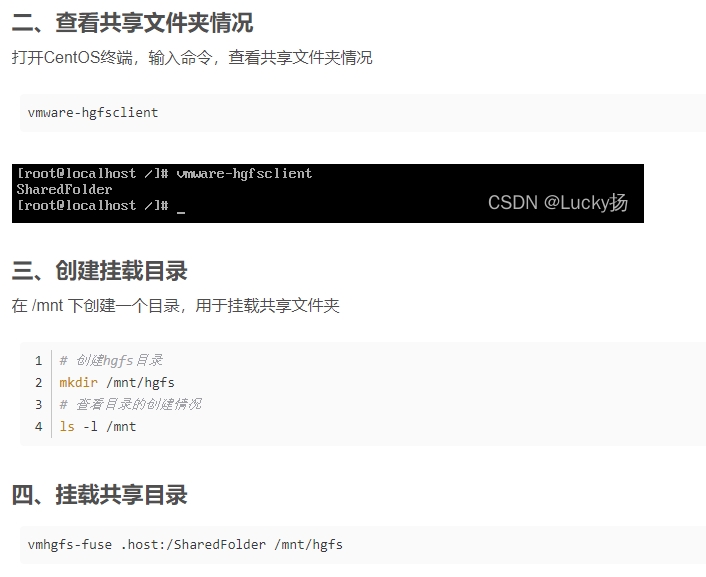 二、查看共享文件夹情况
打开CentOS终端，输入命令，查看共享文件夹情况
vmware-hgfsclient
[root@localhost /]# vmware-hgfsclient
SharedFolder
[root@localhost /]# _
CSDN @Lucky扬
三、创建挂载目录
在 /mnt 下创建一个目录，用于挂载共享文件夹
1 # 创建hgfs目录
2 mkdir /mnt/hgfs
3 # 查看目录的创建情况
4 ls -l /mnt
四、挂载共享目录
vmhgfs-fuse .host:/SharedFolder /mnt/hgfs